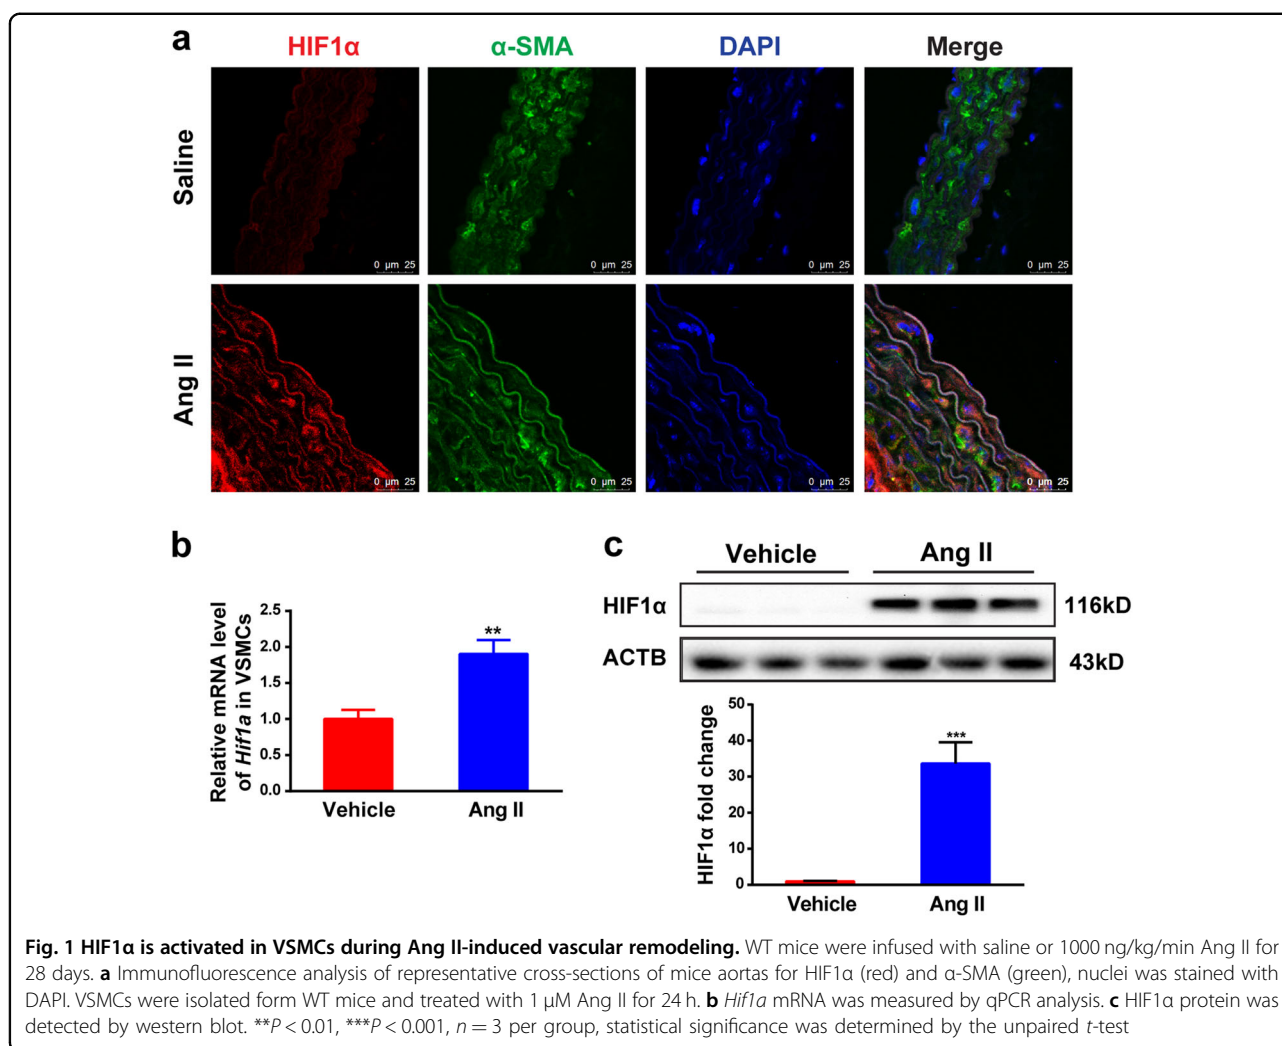 a
HIF1α α-SMA DAPI Merge
Saline
0 µm 25 0 µm 25 0 µm 25 0 µm 25
Ang II
0 µm 25 0 µm 25 0 µm 25 0 µm 25
b
Relative mRNA level
of Hif1a in VSMCs
2.5
2.0
1.5
1.0
0.5
0.0
**
Vehicle Ang II
c
Vehicle Ang II
HIF1α 116kD
ACTB 43kD
HIF1α fold change
50
40
30
20
10
0
***
Vehicle Ang II
Fig. 1 HIF1α is activated in VSMCs during Ang II-induced vascular remodeling. WT mice were infused with saline or 1000 ng/kg/min Ang II for
28 days. a Immunofluorescence analysis of representative cross-sections of mice aortas for HIF1α (red) and α-SMA (green), nuclei was stained with
DAPI. VSMCs were isolated form WT mice and treated with 1 µM Ang II for 24 h. b Hif1a mRNA was measured by qPCR analysis. c HIF1α protein was
detected by western blot. **P < 0.01, ***P < 0.001, n = 3 per group, statistical significance was determined by the unpaired t-test